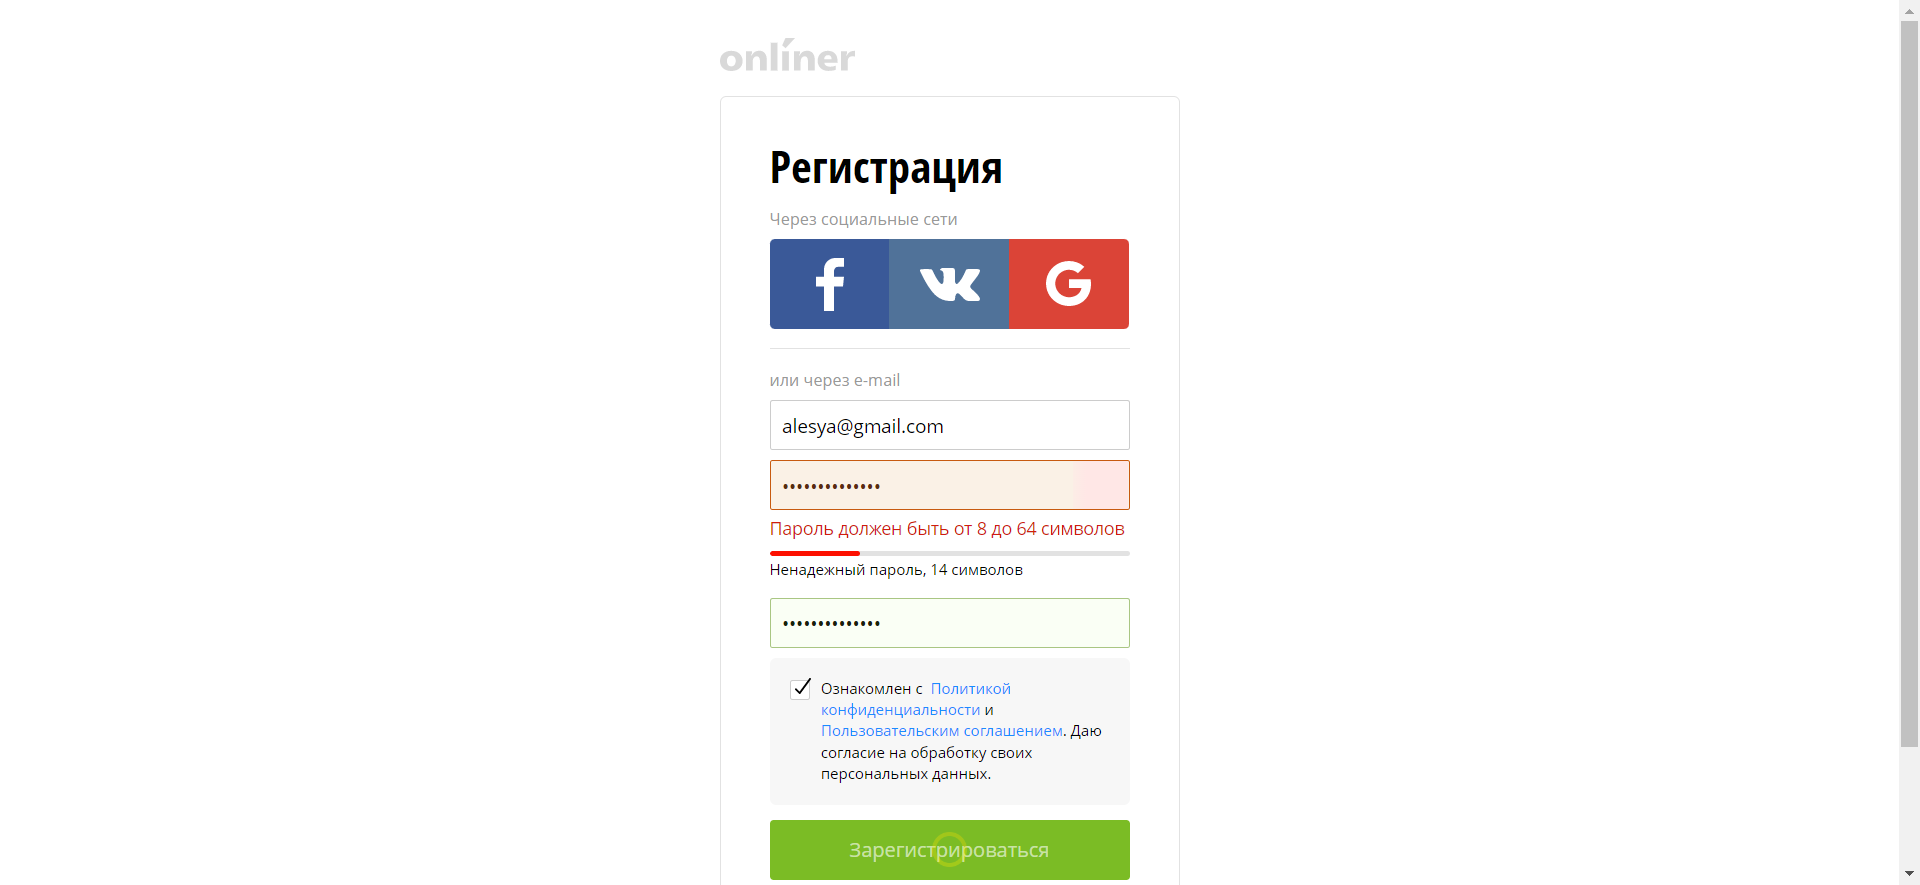 onlíner
Регистрация
Через социальные сети
или через e-mail
alesya@gmail.com
••••••••••••••
Пароль должен быть от 8 до 64 символов
Ненадежный пароль, 14 символов
••••••••••••••
Ознакомлен с Политикой
конфиденциальности и
Пользовательским соглашением. Даю
согласие на обработку своих
персональных данных.
Зарегистрироваться